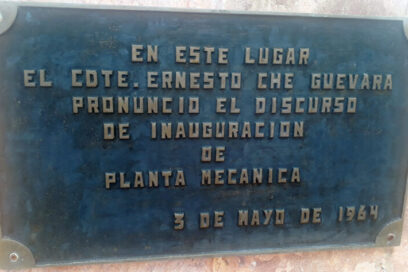 EN ESTE LUGAR
EL CDTE. ERNESTO CHE GUEVARA
PRONUNCIO EL DISCURSO
DE INAUGURACION
DE
PLANTA MECANICA
3 DE MAYO DE 1964